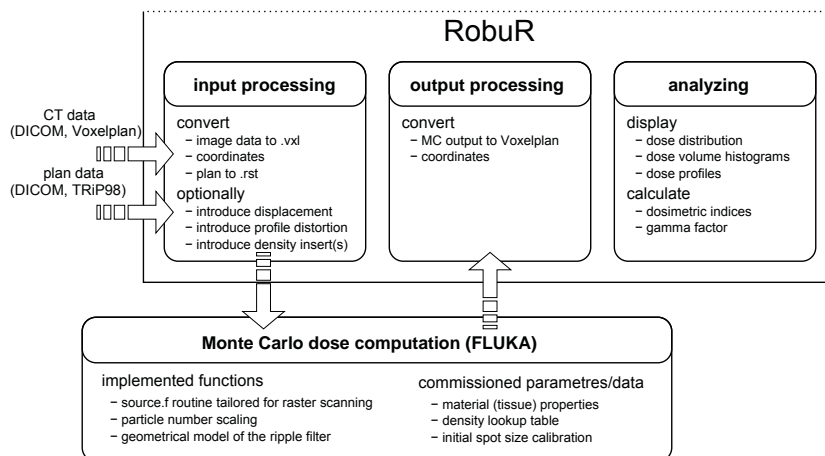 RobuR
CT data
(DICOM, Voxelplan)
plan data
(DICOM, TRiP98)
input processing
convert
− image data to .vxl
− coordinates
− plan to .rst
optionally
− introduce displacement
− introduce profile distortion
− introduce density insert(s)
output processing
convert
− MC output to Voxelplan
− coordinates
analyzing
display
− dose distribution
− dose volume histograms
− dose profiles
calculate
− dosimetric indices
− gamma factor
Monte Carlo dose computation (FLUKA)
implemented functions
− source.f routine tailored for raster scanning
− particle number scaling
− geometrical model of the ripple filter
commissioned parametres/data
− material (tissue) properties
− density lookup table
− initial spot size calibration